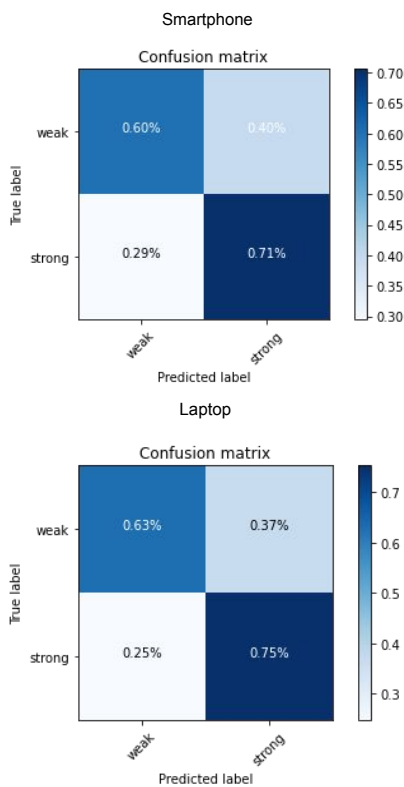 Smartphone
Confusion matrix
0.70
0.65
weak
0.60%
0.40%
0.60
0.55
True label
0.50
0.45
0.40
strong
0.29%
0.71%
0.35
0.30
weak
strong
Predicted label
Laptop
Confusion matrix
0.7
weak
0.63%
0.37%
0.6
True label
0.5
0.4
strong
0.25%
0.75%
0.3
weak
strong
Predicted label